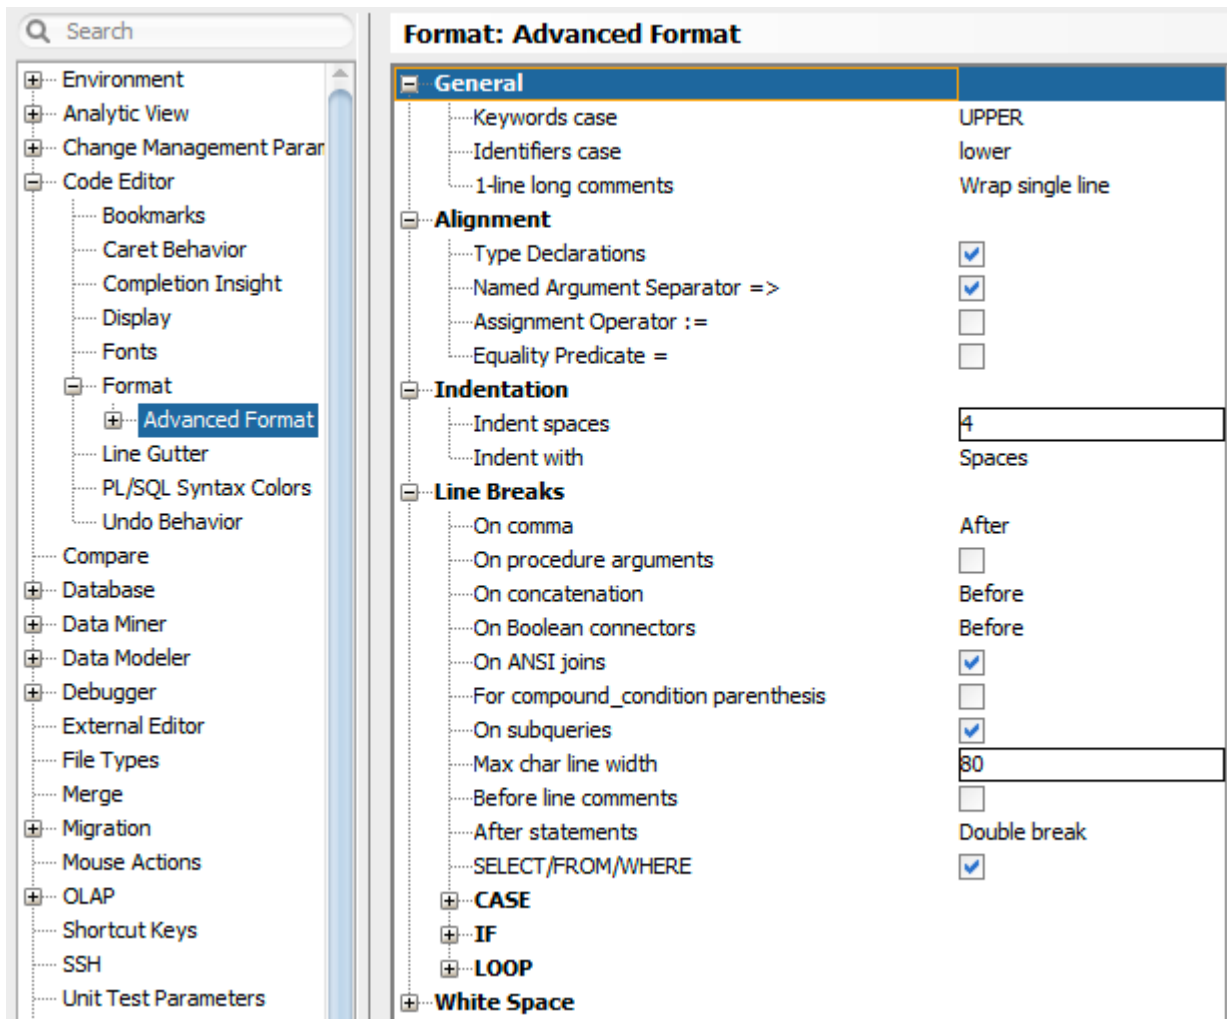 Search
Environment
Analytic View
Change Management Param
Code Editor
Bookmarks
Caret Behavior
Completion Insight
Display
Fonts
Format
Advanced Format
Line Gutter
PL/SQL Syntax Colors
Undo Behavior
Compare
Database
Data Miner
Data Modeler
Debugger
External Editor
File Types
Merge
Migration
Mouse Actions
OLAP
Shortcut Keys
SSH
Unit Test Parameters
Format: Advanced Format
General
Keywords case UPPER
Identifiers case lower
1-line long comments Wrap single line
Alignment
Type Declarations
Named Argument Separator =>
Assignment Operator :=
Equality Predicate =
Indentation
Indent spaces 4
Indent with Spaces
Line Breaks
On comma After
On procedure arguments
On concatenation Before
On Boolean connectors Before
On ANSI joins
For compound_condition parenthesis
On subqueries
Max char line width 80
Before line comments
After statements Double break
SELECT/FROM/WHERE
CASE
IF
LOOP
White Space